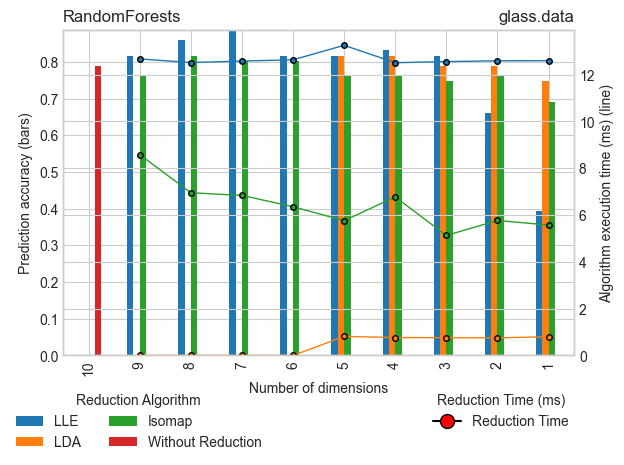 RandomForests glass.data
Prediction accuracy (bars)
0.8
0.7
0.6
0.5
0.4
0.3
0.2
0.1
0.0
12
10
8
6
4
2
0
Algorithm execution time (ms) (line)
10 9 8 7 6 5 4 3 2 1
Number of dimensions
Reduction Algorithm
LLE Isomap
LDA Without Reduction
Reduction Time (ms)
Reduction Time